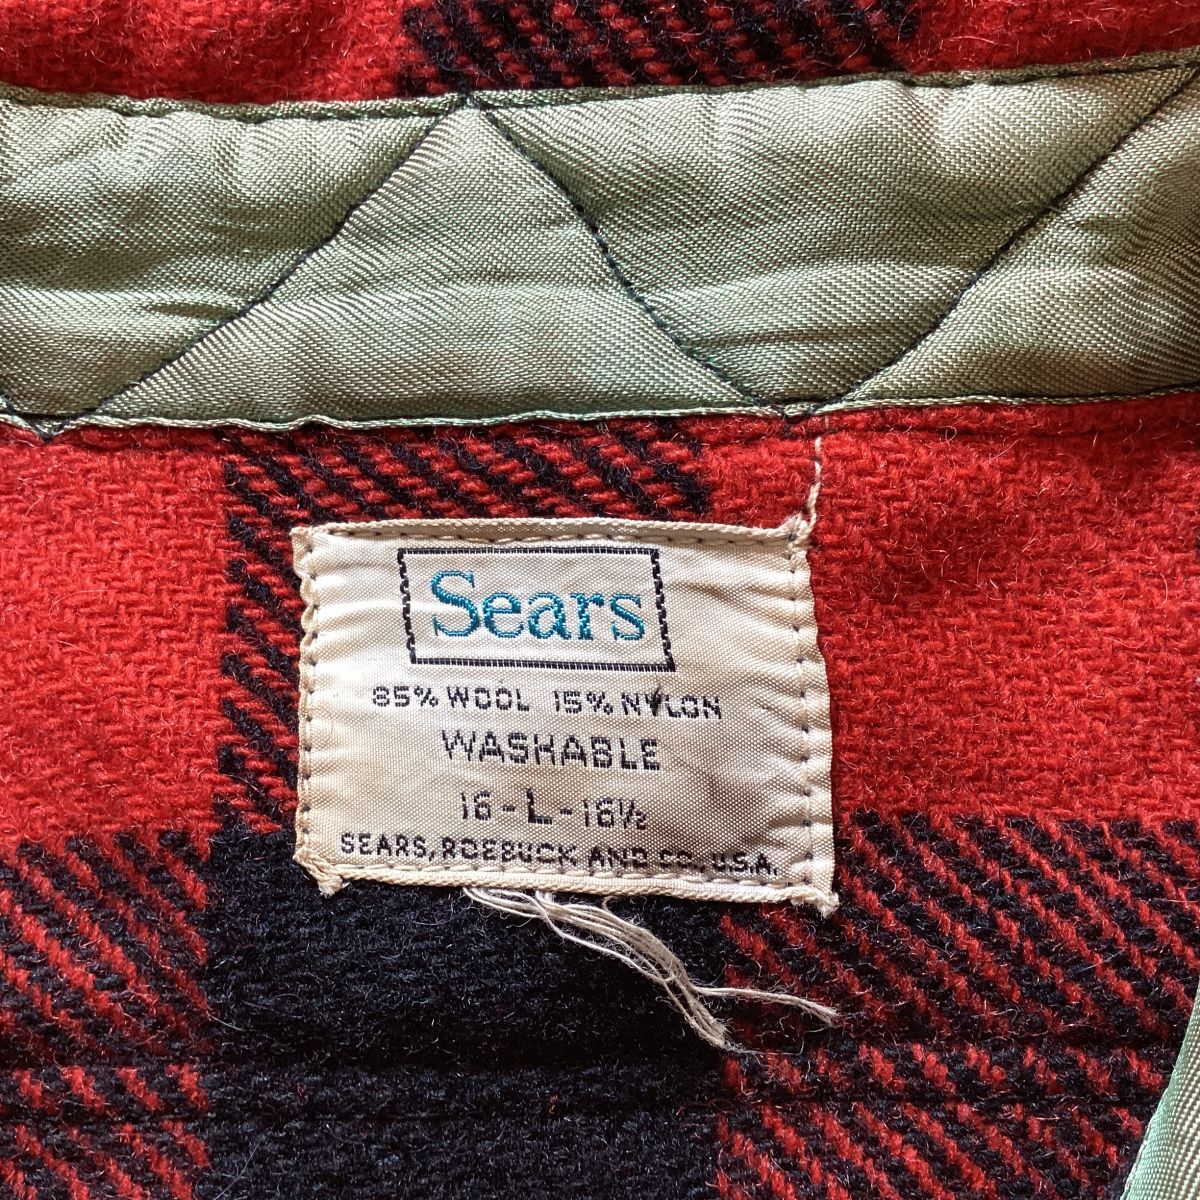 Sears
85% WOOL 15% NYLON
WASHABLE
16-L-16½
SEARS, ROEBUCK AND CO., U.S.A.